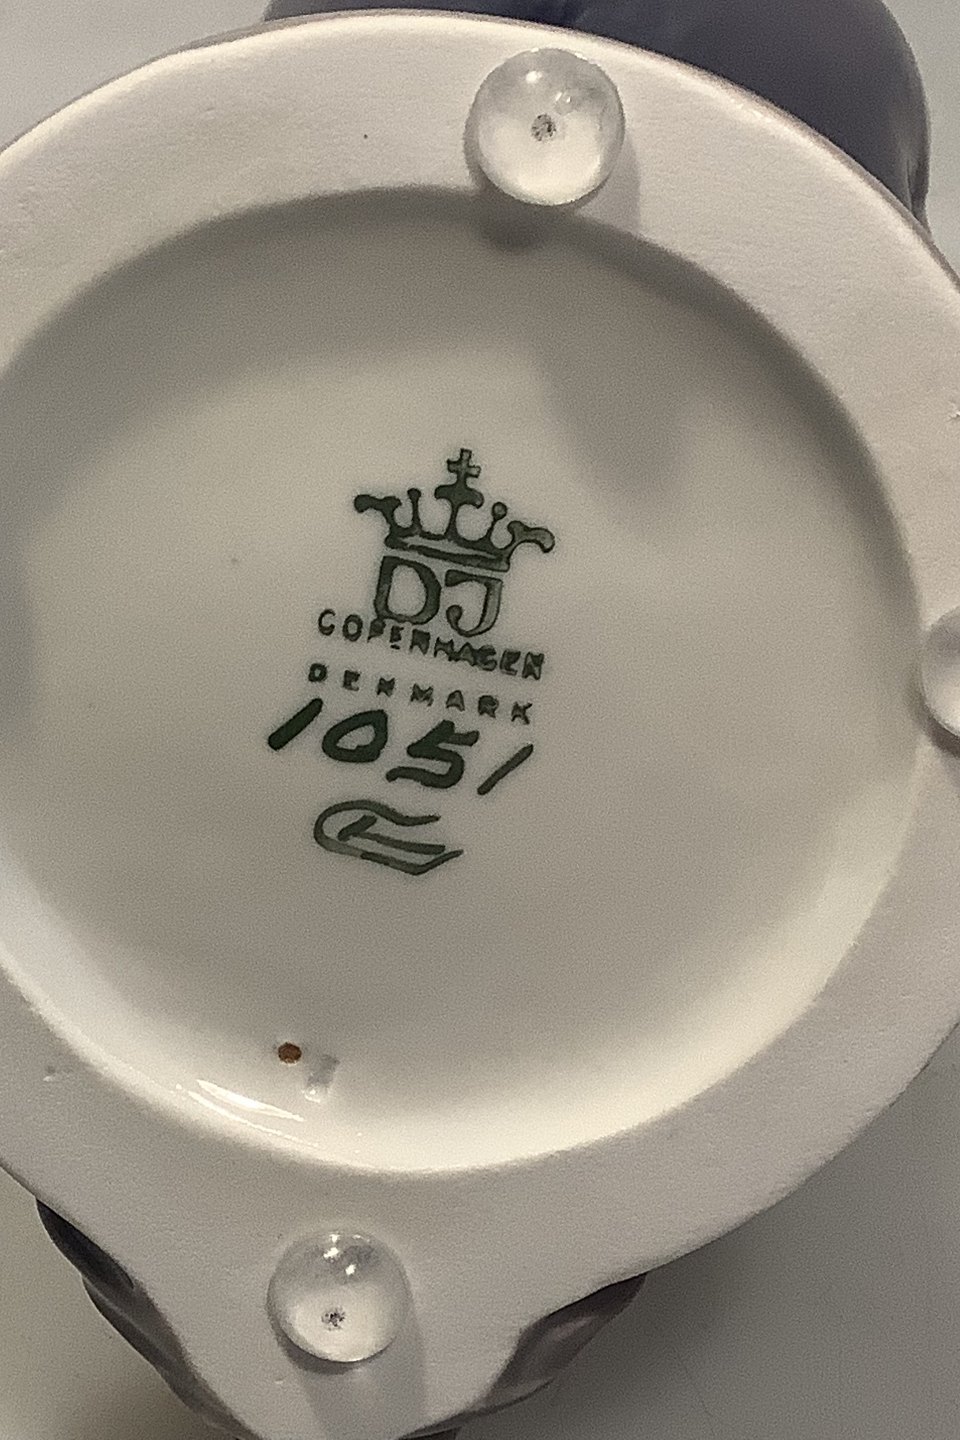 DJ
COPENHAGEN
DENMARK
1051